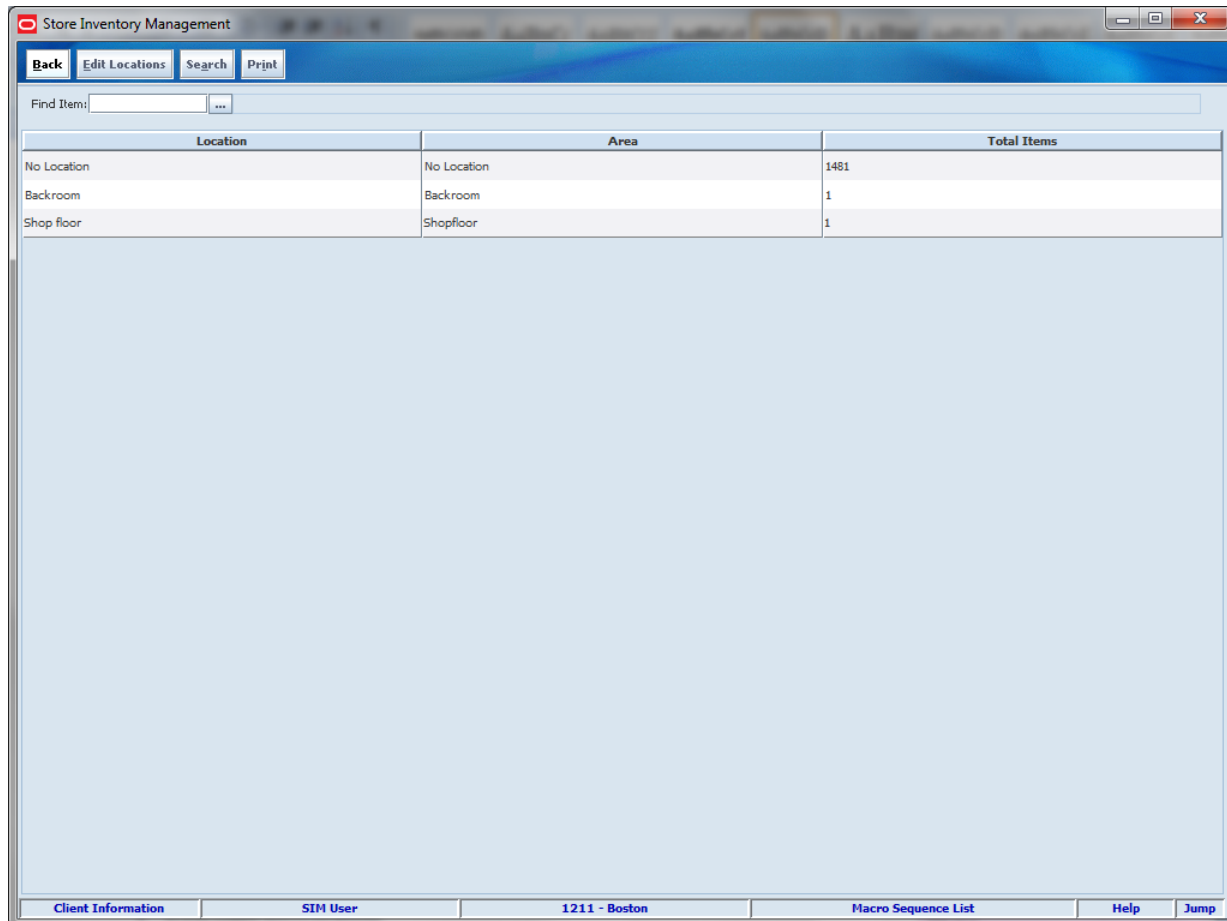 Store Inventory Management
Back Edit Locations Search Print
Find Item: ...
Location Area Total Items
No Location No Location 1481
Backroom Backroom 1
Shop floor Shopfloor 1
Client Information SIM User 1211 - Boston Macro Sequence List Help Jump